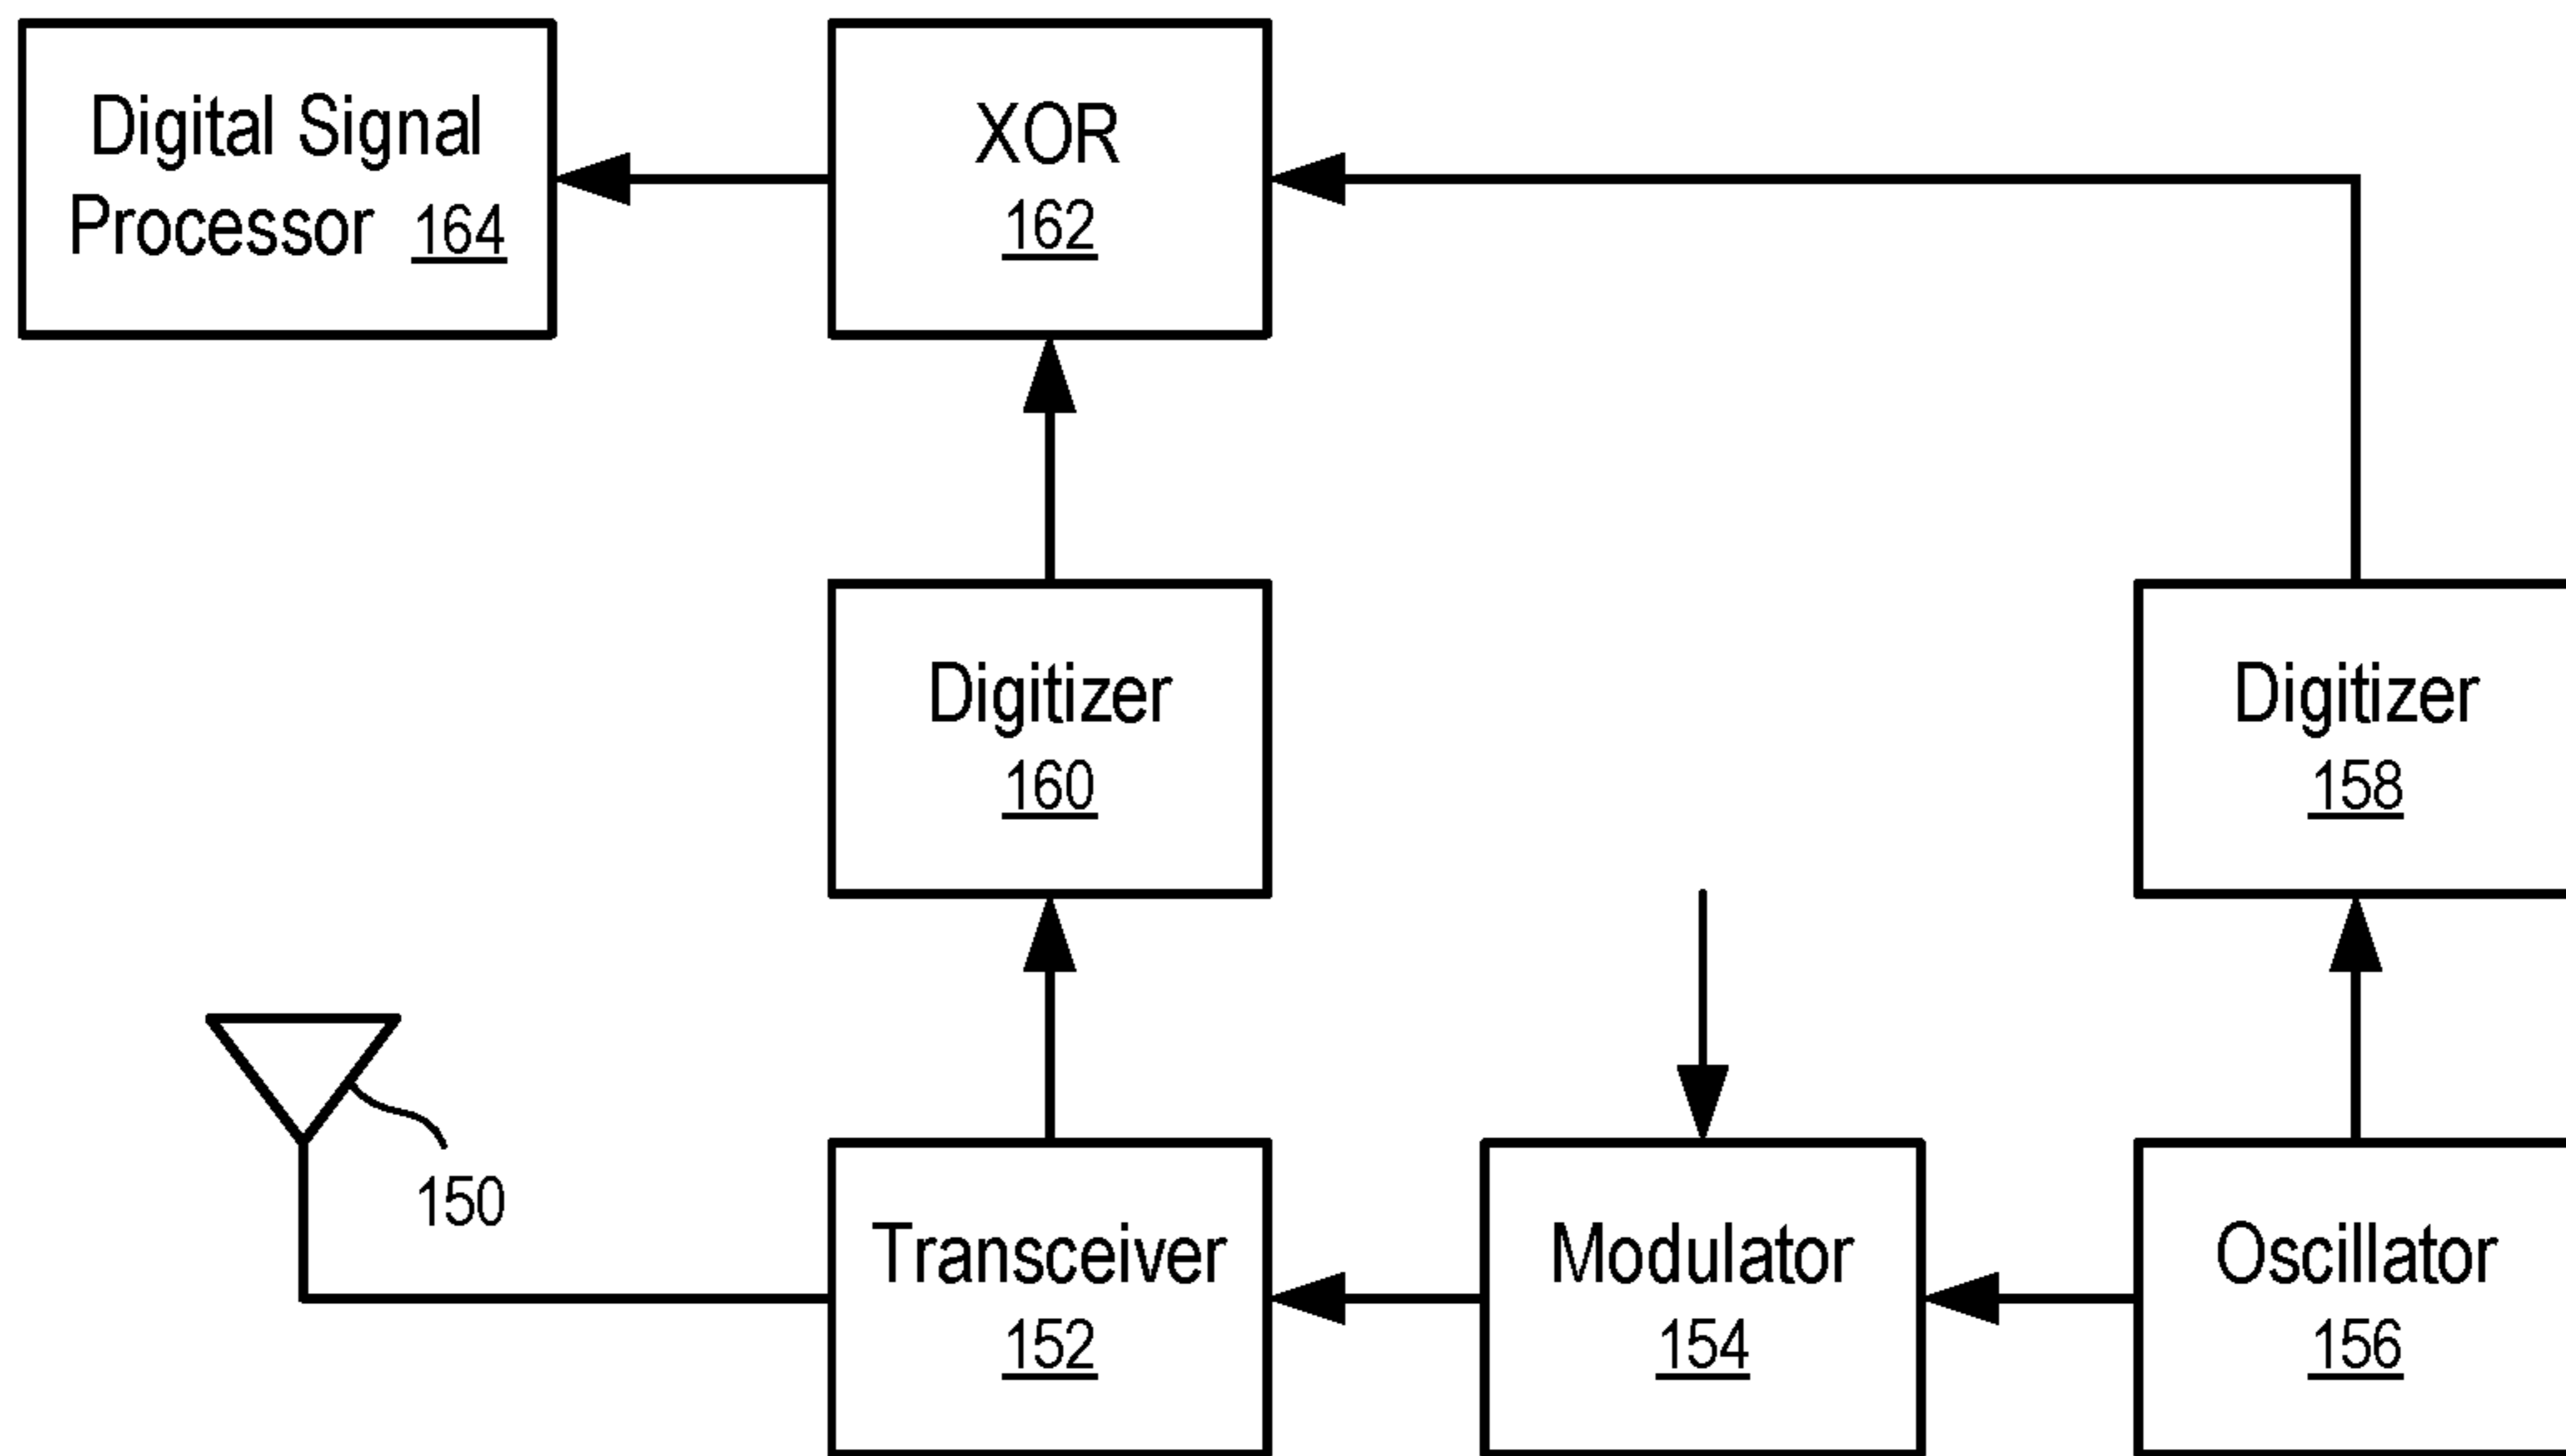 Digital Signal
Processor 164
XOR
162
Digitizer
160
Digitizer
158
150
Transceiver
152
Modulator
154
Oscillator
156